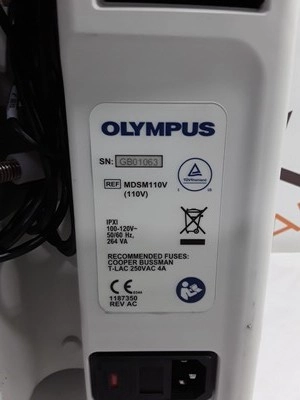 OLYMPUS
SN: GB01063
REF MDSM110V
(110V)
IPXI
100-120V~
50/60 Hz,
264 VA
RECOMMENDED FUSES:
COOPER BUSSMAN
T-LAC 250VAC 4A
CE
1187350
REV AC